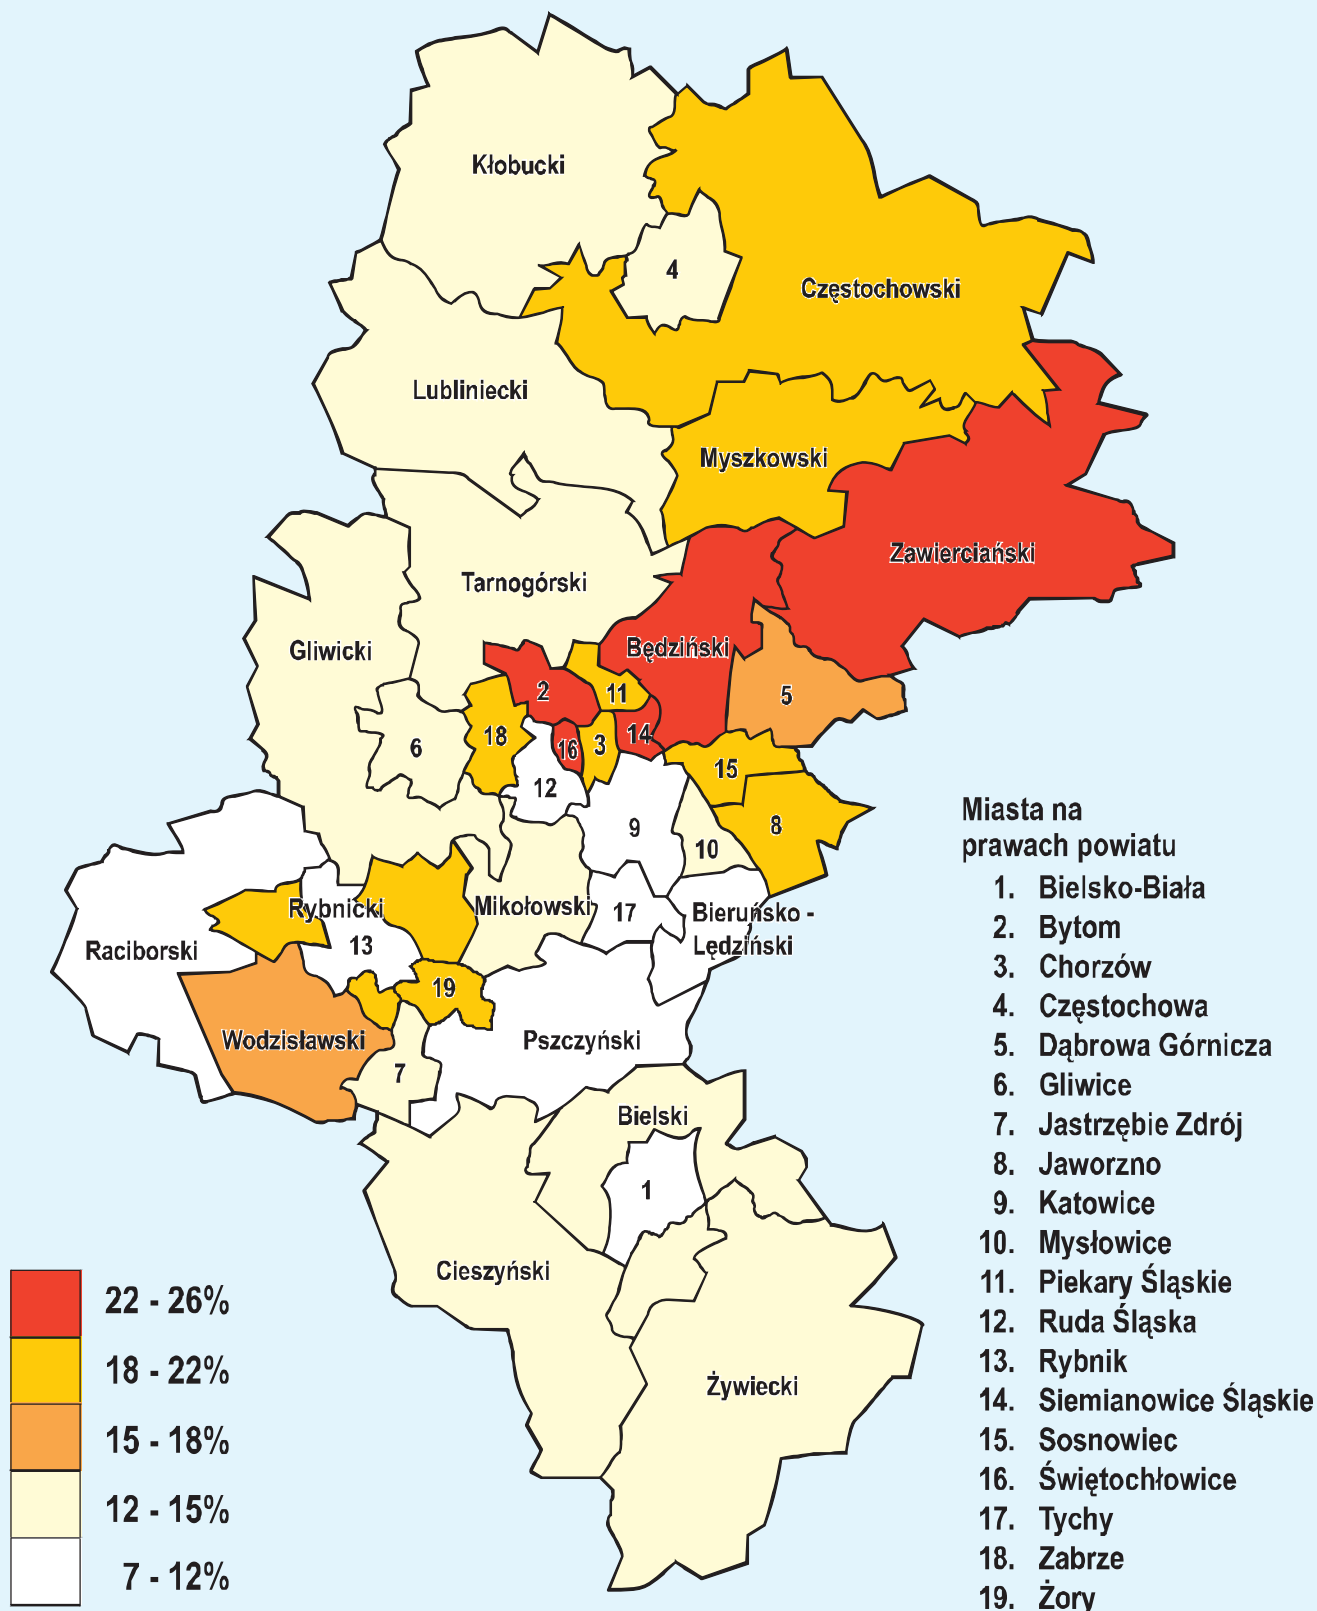 Kłobucki
4
Częstochowski
Lubliniecki
Myszkowski
Zawierciański
Tarnogórski
Gliwicki
Będziński
2
11
5
18
14
6
16
3
15
12
9
8
10
Rybnicki
Mikołowski
17
Bieruńsko -
Lędziński
Raciborski
13
19
Wodzisławski
Pszczyński
7
Bielski
1
Cieszyński
Żywiecki
22 - 26%
18 - 22%
15 - 18%
12 - 15%
7 - 12%
Miasta na
prawach powiatu
1. Bielsko-Biała
2. Bytom
3. Chorzów
4. Częstochowa
5. Dąbrowa Górnicza
6. Gliwice
7. Jastrzębie Zdrój
8. Jaworzno
9. Katowice
10. Mysłowice
11. Piekary Śląskie
12. Ruda Śląska
13. Rybnik
14. Siemianowice Śląskie
15. Sosnowiec
16. Świętochłowice
17. Tychy
18. Zabrze
19. Żory